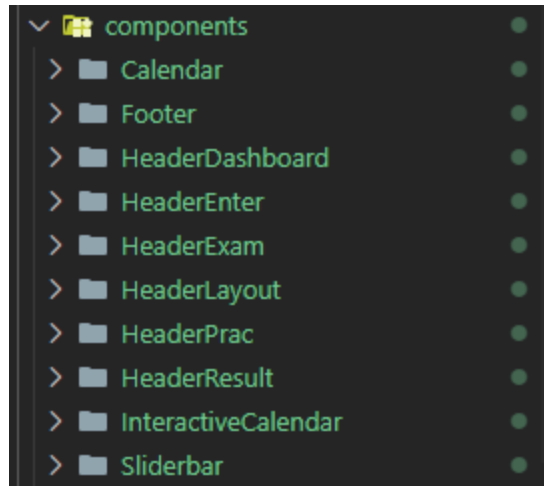 components
Calendar
Footer
HeaderDashboard
HeaderEnter
HeaderExam
HeaderLayout
HeaderPrac
HeaderResult
InteractiveCalendar
Sliderbar